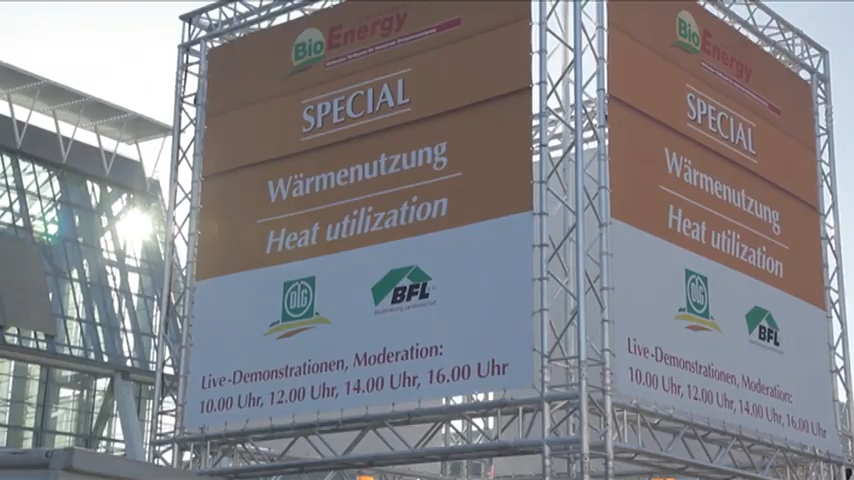 BioEnergy
SPECIAL
Wärmenutzung
Heat utilization
DLG
BFL
Live-Demonstrationen, Moderation:
10.00 Uhr, 12.00 Uhr, 14.00 Uhr, 16.00 Uhr
BioEnergy
SPECIAL
Wärmenutzung
Heat utilization
DLG
BFL
Live-Demonstrationen, Moderation:
10.00 Uhr, 12.00 Uhr, 14.00 Uhr, 16.00 Uhr